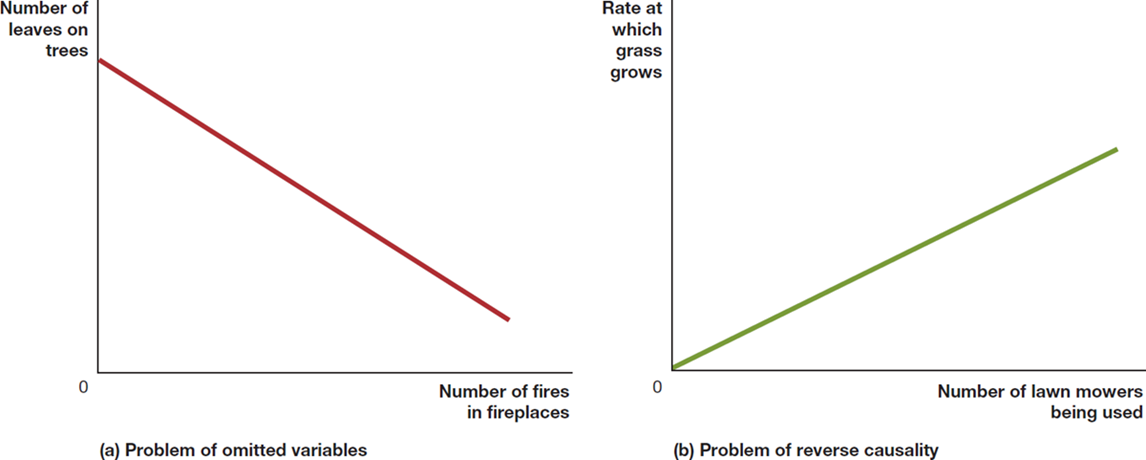 Number of
leaves on
trees
0
Number of fires
in fireplaces
(a) Problem of omitted variables
Rate at
which
grass
grows
0
Number of lawn mowers
being used
(b) Problem of reverse causality